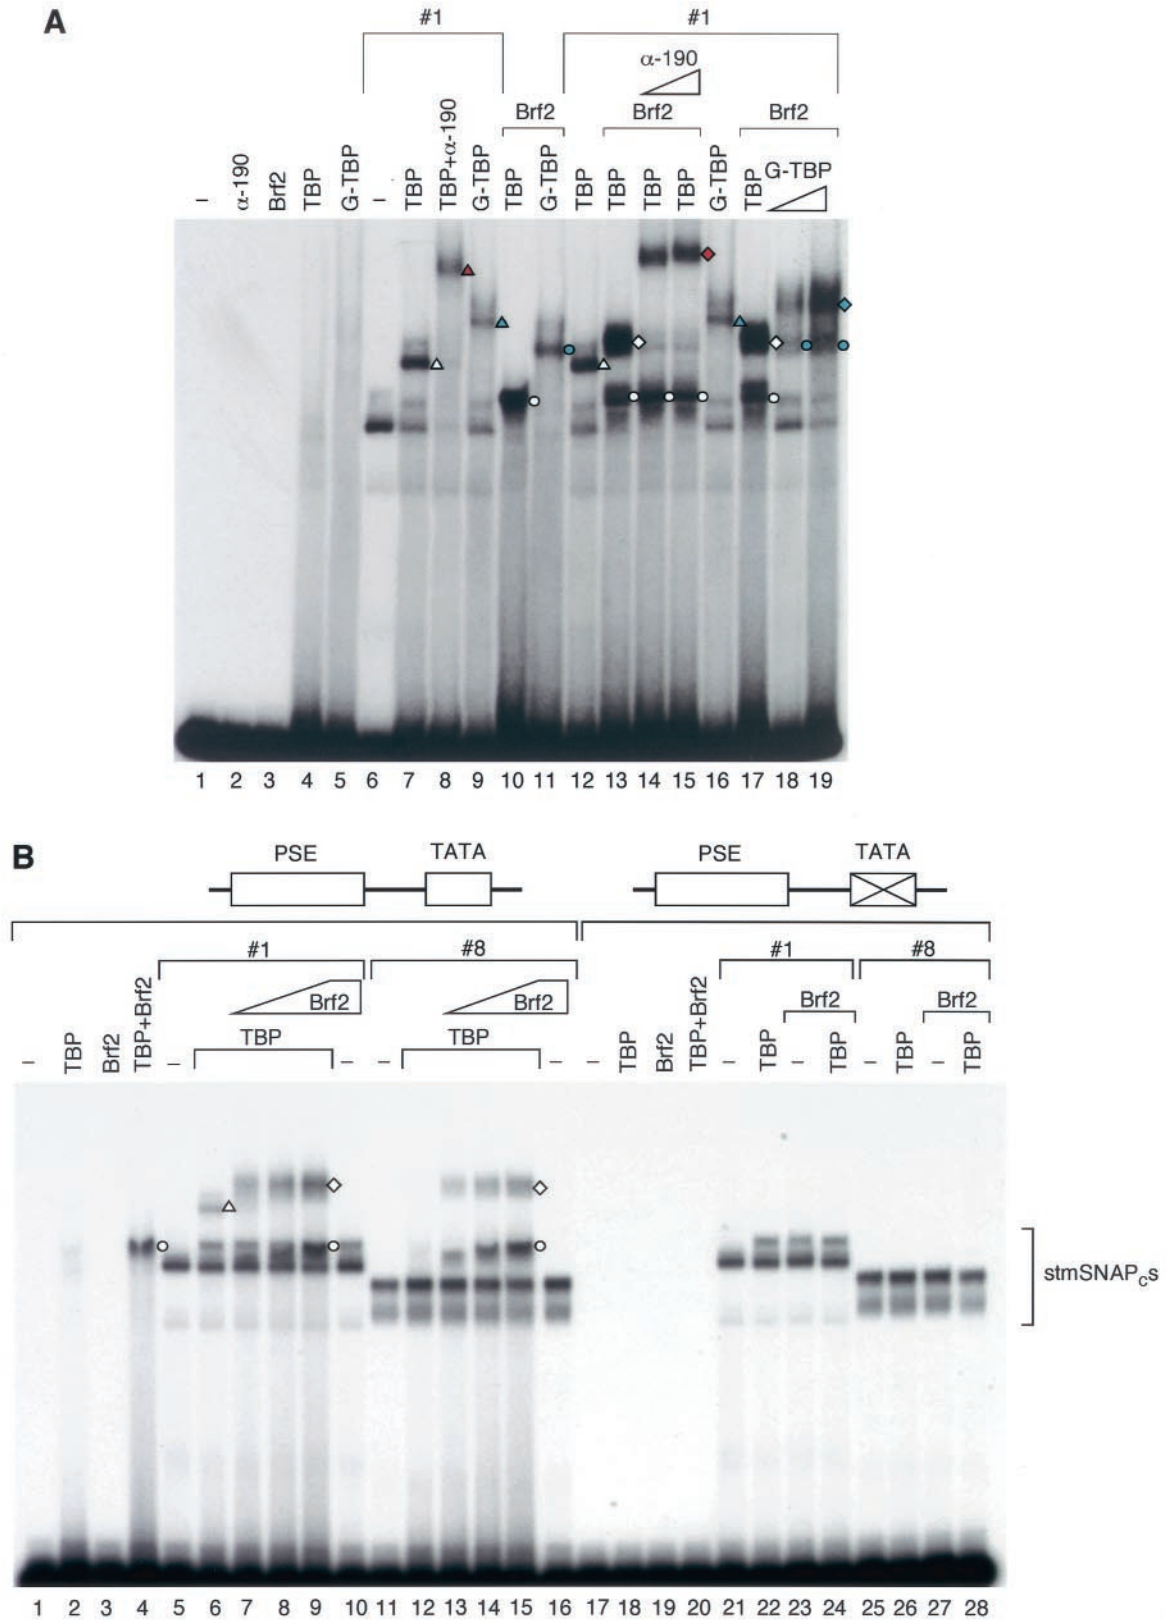 A
#1 #1
α-190
Brf2 Brf2 Brf2
– α-190 Brf2 TBP G-TBP – TBP TBP+α-190 G-TBP TBP G-TBP TBP TBP TBP TBP G-TBP TBP G-TBP
1 2 3 4 5 6 7 8 9 10 11 12 13 14 15 16 17 18 19
B
PSE TATA PSE TATA
#1 #8 #1 #8
Brf2 Brf2 Brf2 Brf2
TBP TBP
– TBP Brf2 TBP+Brf2 – – – – – TBP Brf2 TBP+Brf2 – TBP – TBP – TBP – TBP
stmSNAPcs
1 2 3 4 5 6 7 8 9 10 11 12 13 14 15 16 17 18 19 20 21 22 23 24 25 26 27 28